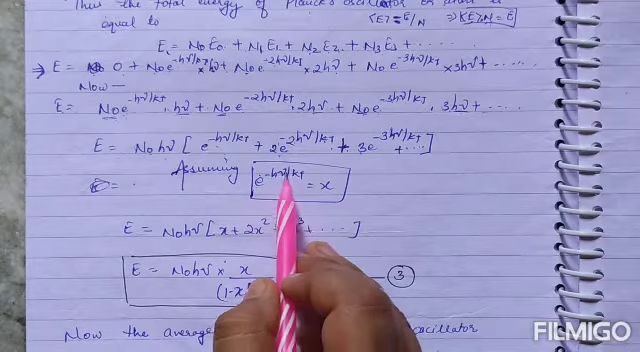 Thus the total energy of Planck's oscillator or
equal to <E> = E/N ⇒ <E>N = E
E = N₀E₀ + N₁E₁ + N₂E₂ + N₃E₃ + ......
⇒ E = 0 + N₀e^-hν/kT × hν + N₀e^-2hν/kT × 2hν + N₀e^-3hν/kT × 3hν + ......
Now —
E = N₀e^-hν/kT . hν + N₀e^-2hν/kT . 2hν + N₀e^-3hν/kT . 3hν + ....
E = N₀hν [ e^-hν/kT + 2e^-2hν/kT + 3e^-3hν/kT + .... ]
Assuming e^-hν/kT = x
E = N₀hν [ x + 2x² ³ + .... ]
E = N₀hν × x/(1-x — ③
Now the average oscillator
FILMIGO